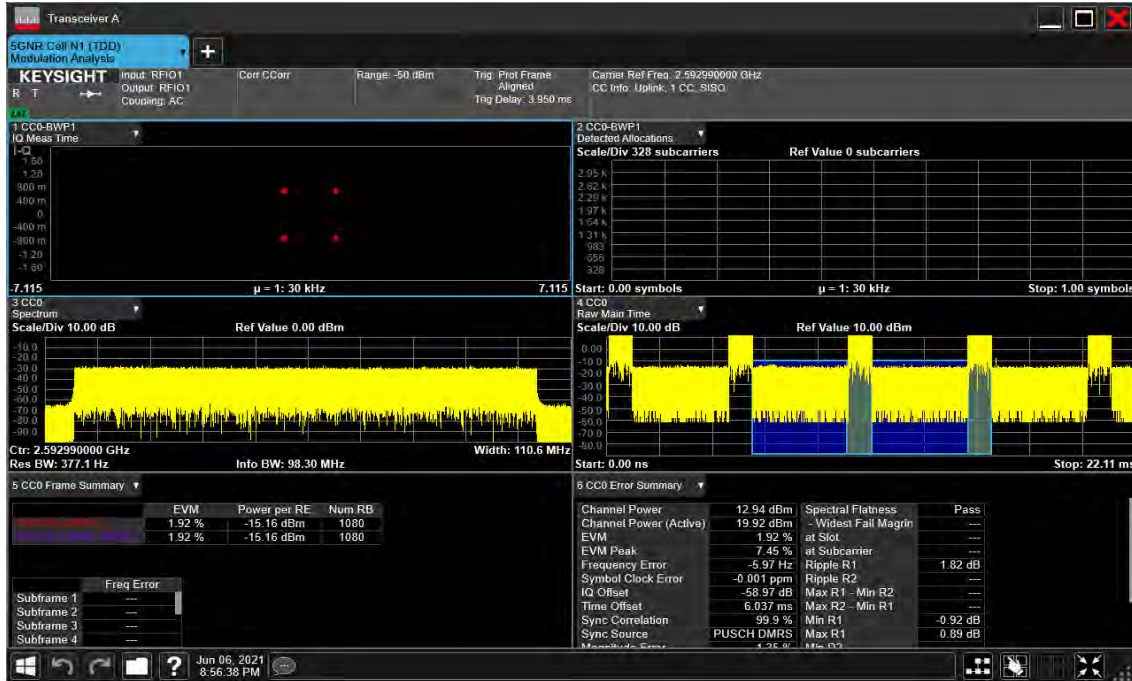 Transceiver A
5GNR Cell N1 (TDD)
Modulation Analysis
+
KEYSIGHT
R T
Input: RFIO1
Output: RFIO1
Coupling: AC
Corr CCorr
Range: -50 dBm
Trig: Prot Frame
Aligned
Trig Delay: 3.950 ms
Carrier Ref Freq: 2.592990000 GHz
CC Info: Uplink, 1 CC, SISO
1 CC0-BWP1
IQ Meas Time
I-Q
1.60
1.20
800 m
400 m
0
-400 m
-800 m
-1.20
-1.60
-7.115
µ = 1: 30 kHz
7.115
2 CC0-BWP1
Detected Allocations
Scale/Div 328 subcarriers
Ref Value 0 subcarriers
2.95 k
2.62 k
2.29 k
1.97 k
1.64 k
1.31 k
983
656
328
Start: 0.00 symbols
µ = 1: 30 kHz
Stop: 1.00 symbols
3 CC0
Spectrum
Scale/Div 10.00 dB
Ref Value 0.00 dBm
-10.0
-20.0
-30.0
-40.0
-50.0
-60.0
-70.0
-80.0
-90.0
Ctr: 2.592990000 GHz
Width: 110.6 MHz
Res BW: 377.1 Hz
Info BW: 98.30 MHz
4 CC0
Raw Main Time
Scale/Div 10.00 dB
Ref Value 10.00 dBm
0.00
-10.0
-20.0
-30.0
-40.0
-50.0
-60.0
-70.0
-80.0
Start: 0.00 ns
Stop: 22.11 ms
5 CC0 Frame Summary
EVM Power per RE Num.RB
1.92 % -15.16 dBm 1080
1.92 % -15.16 dBm 1080
Freq Error
Subframe 1 ---
Subframe 2 ---
Subframe 3 ---
Subframe 4 ---
6 CC0 Error Summary
Channel Power 12.94 dBm Spectral Flatness Pass
Channel Power (Active) 19.92 dBm - Widest Fail Magrin ---
EVM 1.92 % at Slot ---
EVM Peak 7.45 % at Subcarrier ---
Frequency Error -5.97 Hz Ripple R1 1.82 dB
Symbol Clock Error -0.001 ppm Ripple R2 ---
IQ Offset -58.97 dB Max R1 - Min R2 ---
Time Offset 6.037 ms Max R2 - Min R1 ---
Sync Correlation 99.9 % Min R1 -0.92 dB
Sync Source PUSCH DMRS Max R1 0.89 dB
Magnitude Error 1.35 % Min R2
?
Jun 06, 2021
8:56:38 PM